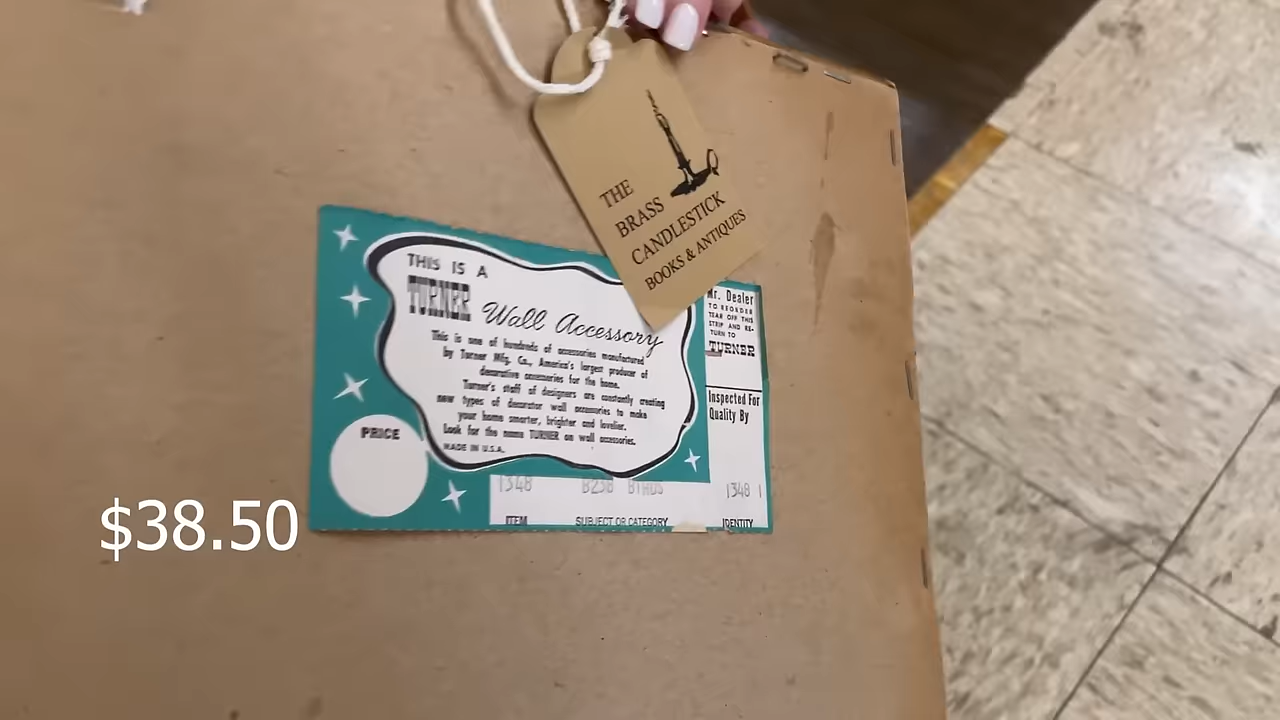 THE
BRASS
CANDLESTICK
BOOKS & ANTIQUES
THIS IS A
TURNER Wall Accessory
This is one of hundreds of accessories manufactured
by Turner Mfg. Co., America's largest producer of
decorative accessories for the home.
Turner's staff of designers are constantly creating
new types of decorator wall accessories to make
your home smarter, brighter and lovelier.
Look for the name TURNER on wall accessories.
MADE IN U.S.A.
PRICE
Mr. Dealer
TO REORDER
TEAR OFF THIS
STRIP AND RE-
TURN TO
TURNER
Inspected For
Quality By
1348 B238 BIRDS 1348 1
ITEM SUBJECT OR CATEGORY IDENTITY
$38.50